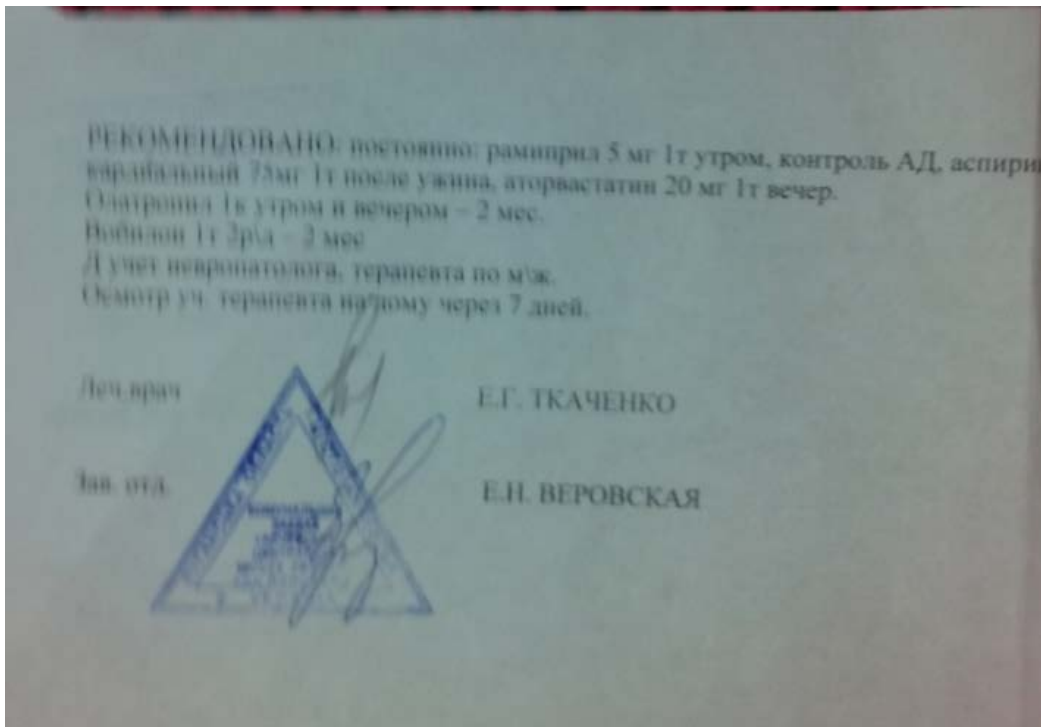 РЕКОМЕНДОВАНО: постоянно: рамиприл 5 мг 1т утром, контроль АД, аспирин
кардиальный 75мг 1т после ужина, аторвастатин 20 мг 1т вечер.
Олатропил 1к утром и вечером – 2 мес.
1т – 2 мес
Д учет невропатолога, терапевта по м\ж.
Осмотр уч. терапевта на дому через 7 дней.
Леч.врач Е.Г. ТКАЧЕНКО
Зав. отд. Е.Н. ВЕРОВСКАЯ